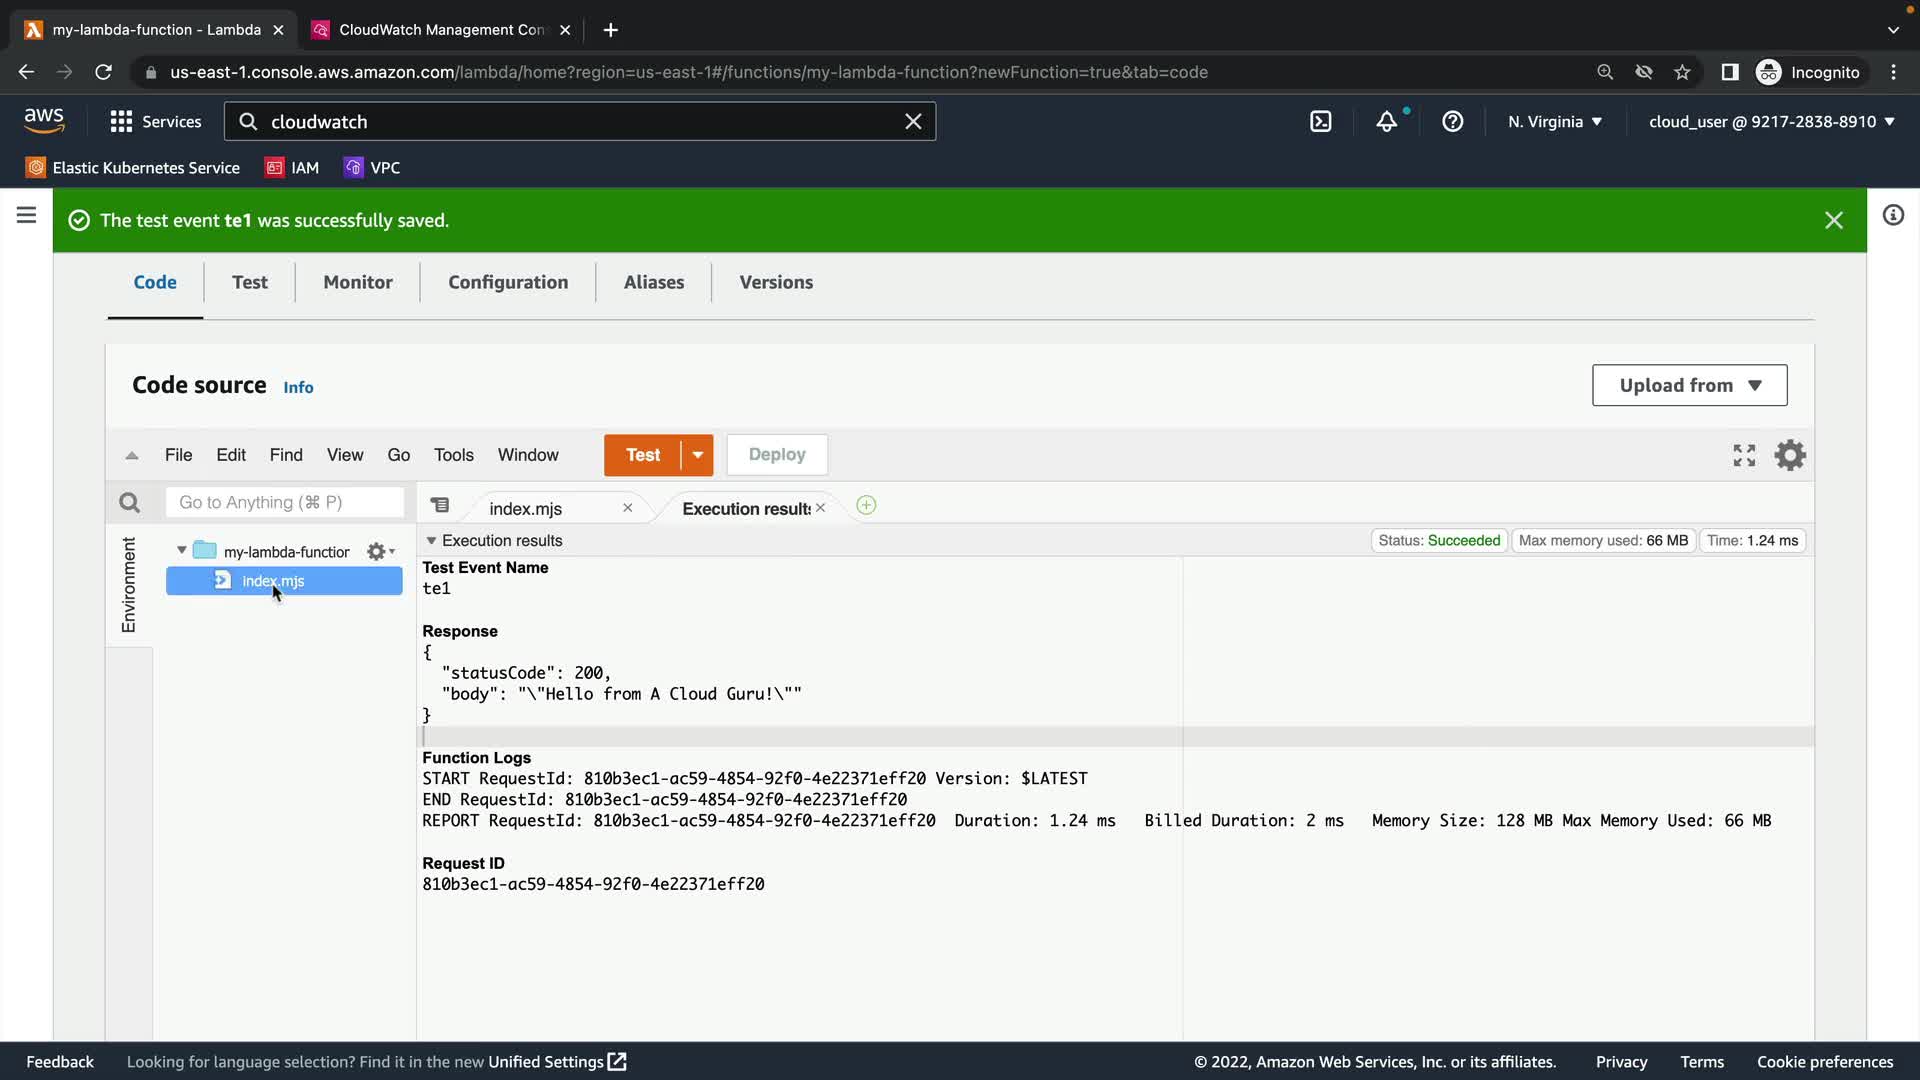 my-lambda-function - Lambda
CloudWatch Management Con
us-east-1.console.aws.amazon.com/lambda/home?region=us-east-1#/functions/my-lambda-function?newFunction=true&tab=code
Incognito
aws
Services
cloudwatch
N. Virginia
cloud_user @ 9217-2838-8910
Elastic Kubernetes Service
IAM
VPC
The test event te1 was successfully saved.
Code
Test
Monitor
Configuration
Aliases
Versions
Code source Info
Upload from
File Edit Find View Go Tools Window
Test
Deploy
Go to Anything (⌘ P)
index.mjs
Execution results
Environment
my-lambda-function
index.mjs
Execution results
Status: Succeeded
Max memory used: 66 MB
Time: 1.24 ms
Test Event Name
te1
Response
{
"statusCode": 200,
"body": "\"Hello from A Cloud Guru!\""
}
Function Logs
START RequestId: 810b3ec1-ac59-4854-92f0-4e22371eff20 Version: $LATEST
END RequestId: 810b3ec1-ac59-4854-92f0-4e22371eff20
REPORT RequestId: 810b3ec1-ac59-4854-92f0-4e22371eff20 Duration: 1.24 ms Billed Duration: 2 ms Memory Size: 128 MB Max Memory Used: 66 MB
Request ID
810b3ec1-ac59-4854-92f0-4e22371eff20
Feedback
Looking for language selection? Find it in the new Unified Settings
© 2022, Amazon Web Services, Inc. or its affiliates.
Privacy
Terms
Cookie preferences